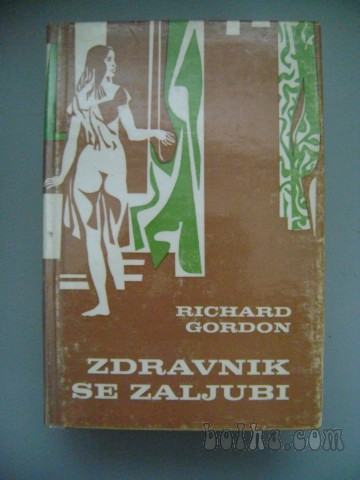 RICHARD
GORDON
ZDRAVNIK
SE ZALJUBI
bolha.com